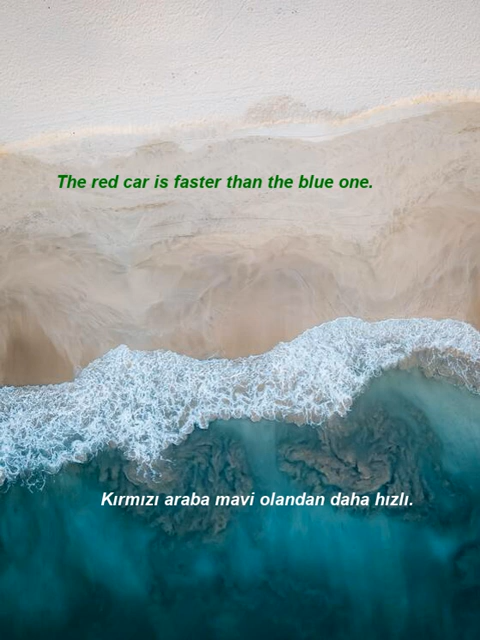 The red car is faster than the blue one.
Kırmızı araba mavi olandan daha hızlı.